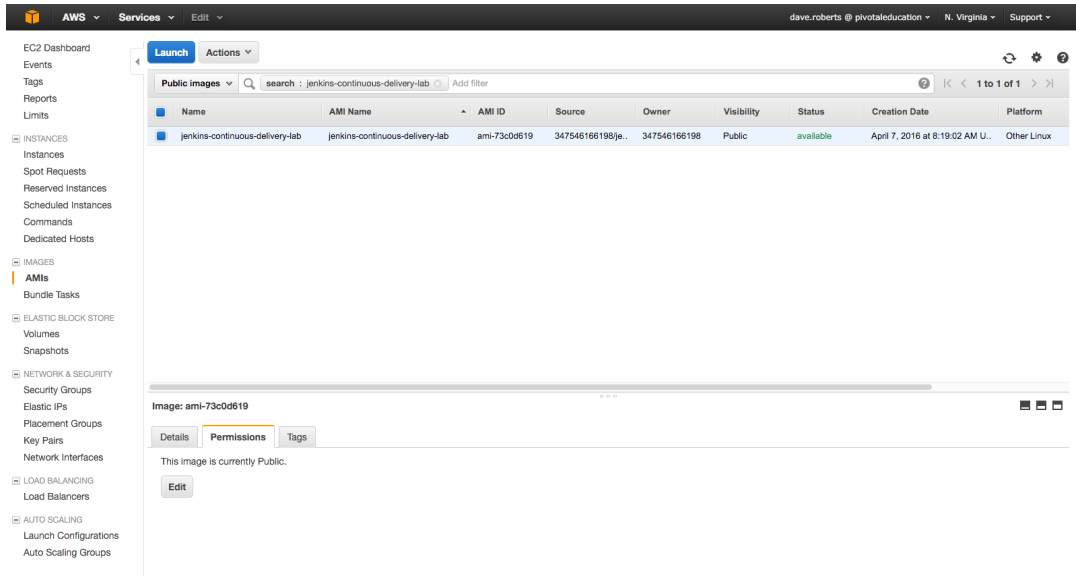 AWS Services Edit dave.roberts @ pivotaleducation N. Virginia Support
EC2 Dashboard
Events
Tags
Reports
Limits
INSTANCES
Instances
Spot Requests
Reserved Instances
Scheduled Instances
Commands
Dedicated Hosts
IMAGES
AMIs
Bundle Tasks
ELASTIC BLOCK STORE
Volumes
Snapshots
NETWORK & SECURITY
Security Groups
Elastic IPs
Placement Groups
Key Pairs
Network Interfaces
LOAD BALANCING
Load Balancers
AUTO SCALING
Launch Configurations
Auto Scaling Groups
Launch Actions
Public images search : jenkins-continuous-delivery-lab Add filter 1 to 1 of 1
Name AMI Name AMI ID Source Owner Visibility Status Creation Date Platform
jenkins-continuous-delivery-lab jenkins-continuous-delivery-lab ami-73c0d619 347546166198/je... 347546166198 Public available April 7, 2016 at 8:19:02 AM U... Other Linux
Image: ami-73c0d619
Details Permissions Tags
This image is currently Public.
Edit